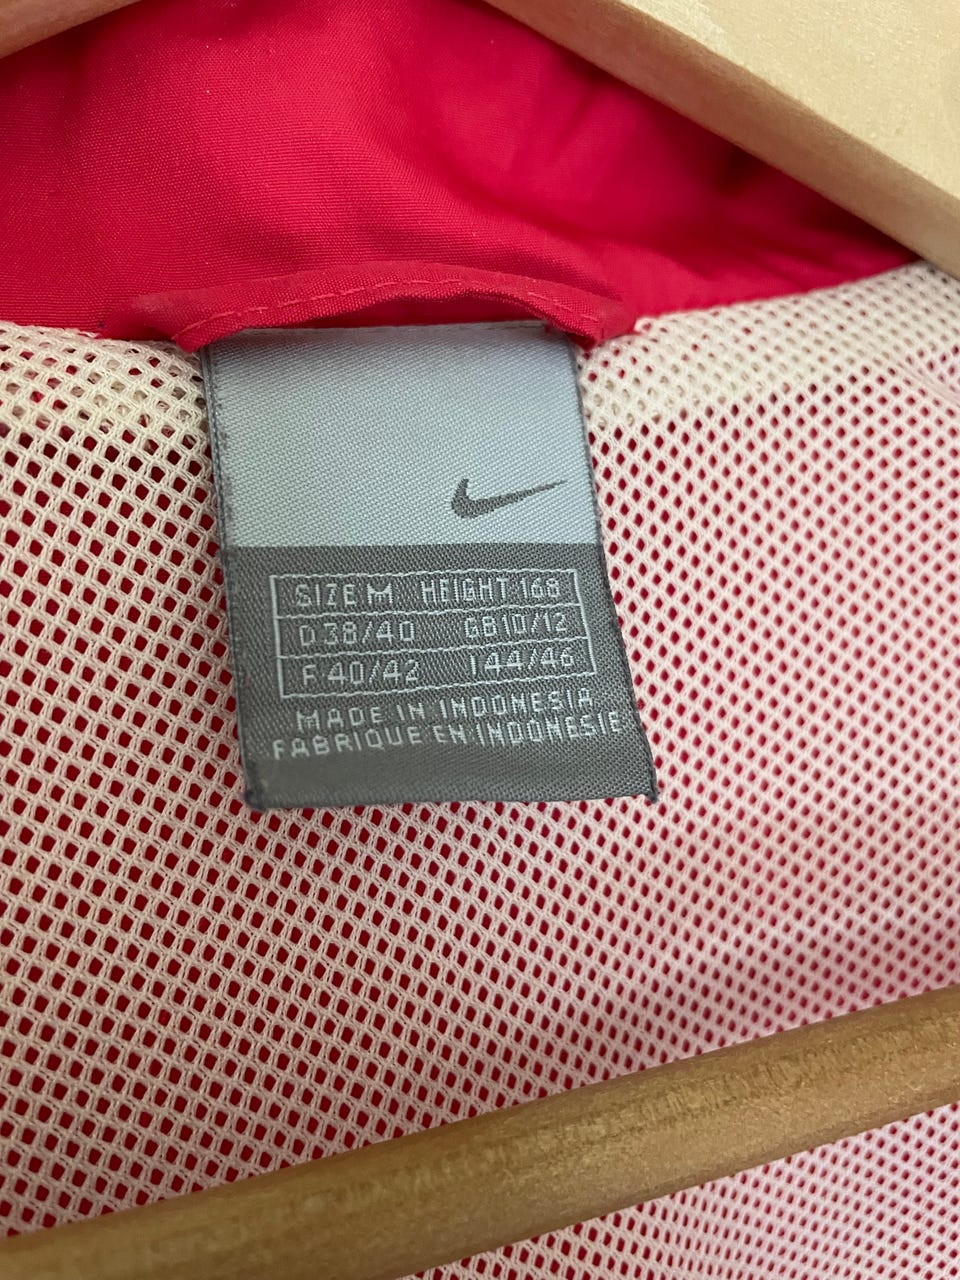 SIZE M HEIGHT 168
D 38/40 GB 10/12
F 40/42 I 44/46
MADE IN INDONESIA
FABRIQUE EN INDONESIE